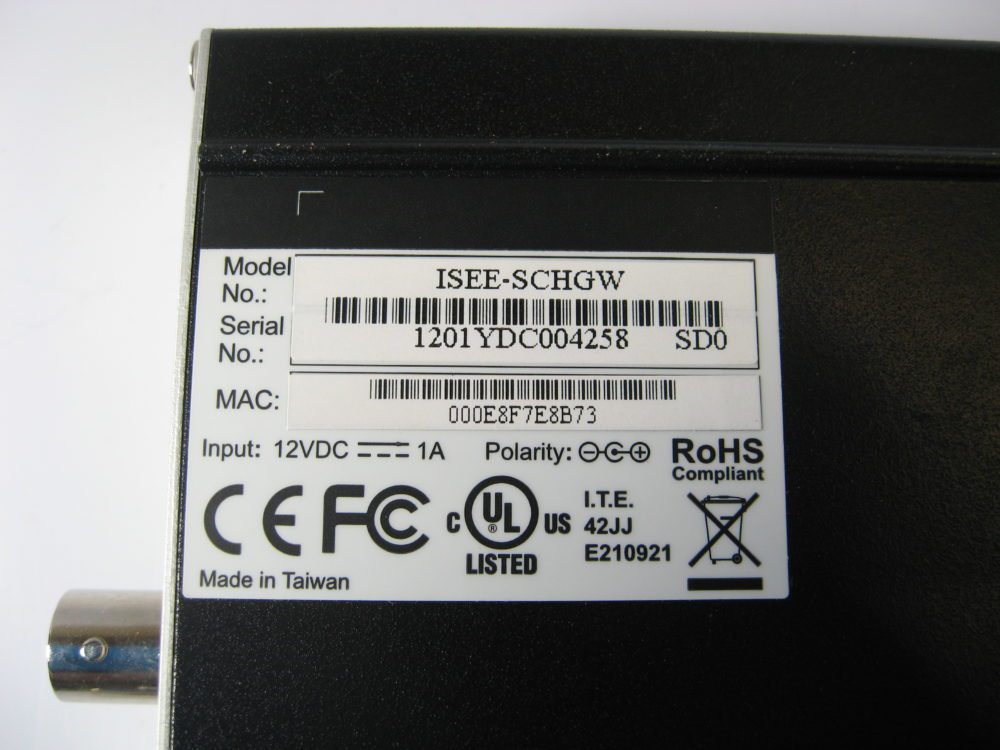 Model No.: ISEE-SCHGW
Serial No.: 1201YDC004258 SD0
MAC: 000E8F7E8B73
Input: 12VDC 1A Polarity: RoHS
Compliant
CE FC C UL US I.T.E.
® 42JJ
LISTED E210921
Made in Taiwan